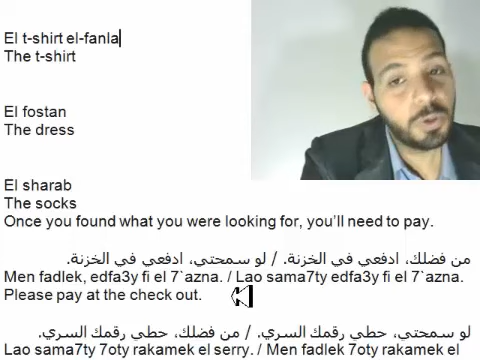 El t-shirt el-fanla
The t-shirt
El fostan
The dress
El sharab
The socks
Once you found what you were looking for, you'll need to pay.
من فضلك، ادفعي في الخزنة. / لو سمحتي، ادفعي في الخزنة.
Men fadlek, edfa3y fi el 7`azna. / Lao sama7ty edfa3y fi el 7`azna.
Please pay at the check out.
لو سمحتي، حطي رقمك السري. / من فضلك، حطي رقمك السري.
Lao sama7ty 7oty rakamek el serry. / Men fadlek 7oty rakamek el